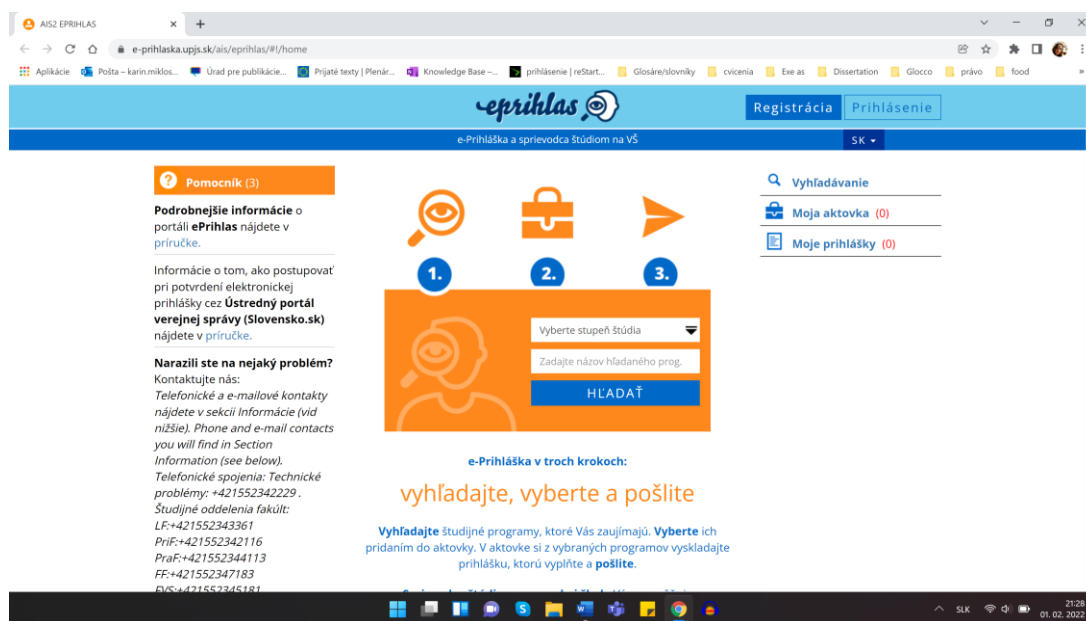 AIS2 EPRIHLAS
e-prihlaska.upjs.sk/ais/eprihlas/#!/home
Aplikácie Pošta – karin.miklos... Úrad pre publikácie... Prijaté texty | Plenár... Knowledge Base –... prihlásenie | reStart... Glosáre/slovníky cvicenia Exe as Dissertation Glocco právo food »
eprihlas
Registrácia Prihlásenie
e-Prihláška a sprievodca štúdiom na VŠ
SK
Pomocník (3)
Podrobnejšie informácie o
portáli ePrihlas nájdete v
príručke.
Informácie o tom, ako postupovať
pri potvrdení elektronickej
prihlášky cez Ústredný portál
verejnej správy (Slovensko.sk)
nájdete v príručke.
Narazili ste na nejaký problém?
Kontaktujte nás:
Telefonické a e-mailové kontakty
nájdete v sekcii Informácie (vid
nižšie). Phone and e-mail contacts
you will find in Section
Information (see below).
Telefonické spojenia: Technické
problémy: +421552342229 .
Študijné oddelenia fakúlt:
LF:+421552343361
PriF:+421552342116
PraF:+421552344113
FF:+421552347183
FVS:+421552345181
1. 2. 3.
Vyberte stupeň štúdia
Zadajte názov hľadaného prog.
HĽADAŤ
e-Prihláška v troch krokoch:
vyhľadajte, vyberte a pošlite
Vyhľadajte študijné programy, ktoré Vás zaujímajú. Vyberte ich
pridaním do aktovky. V aktovke si z vybraných programov vyskladajte
prihlášku, ktorú vyplňte a pošlite.
Vyhľadávanie
Moja aktovka (0)
Moje prihlášky (0)
SLK
21:28
01. 02. 2022